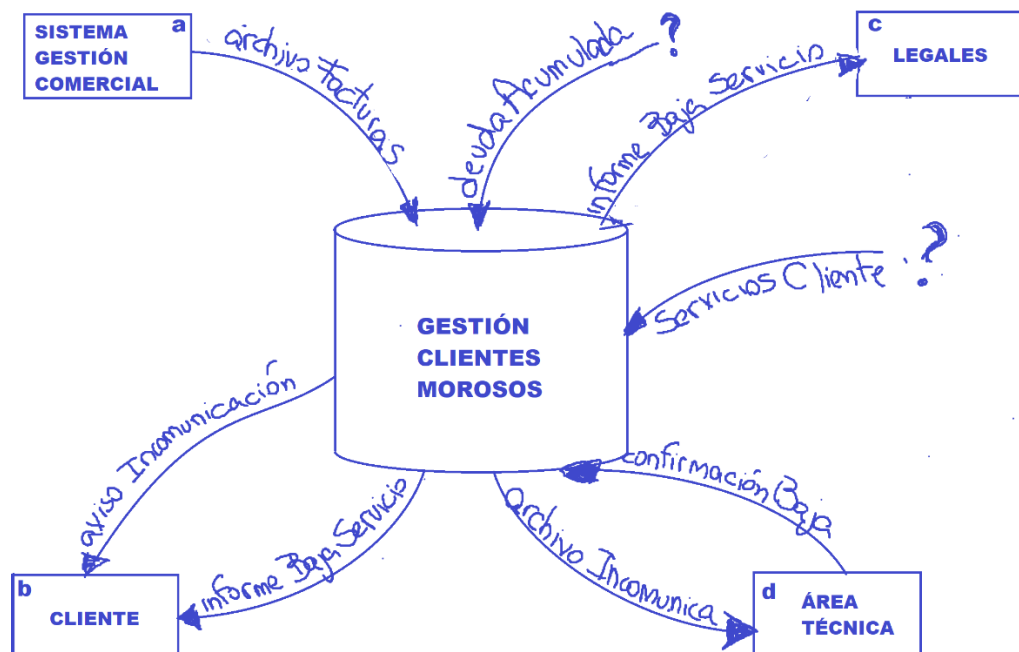 a
SISTEMA
GESTIÓN
COMERCIAL
archivo Facturas
deuda Acumulada
?
informe Baja Servicio
c
LEGALES
Servicios Cliente
?
GESTIÓN
CLIENTES
MOROSOS
aviso Incomunicación
informe Baja Servicio
archivo Incomunica
confirmación Baja
b
CLIENTE
d
ÁREA
TÉCNICA